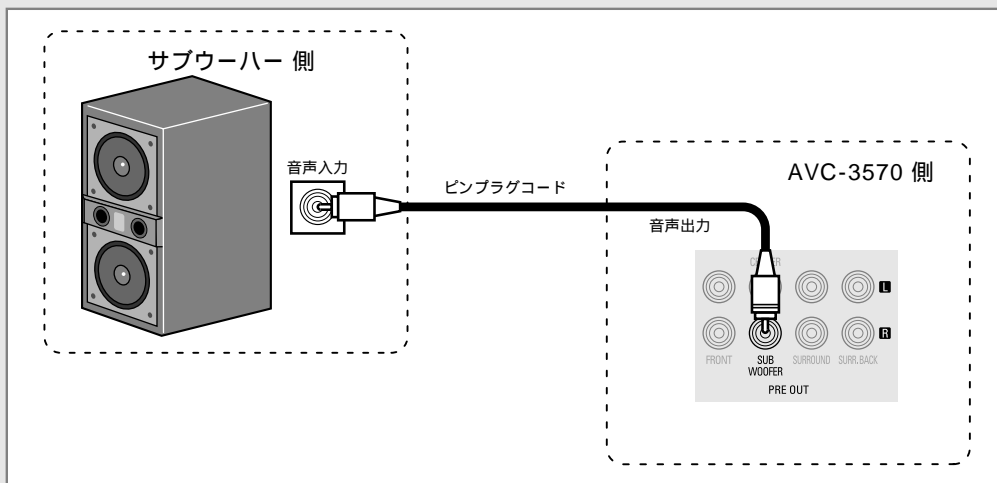 サブウーハー 側
音声入力
ピンプラグコード
音声出力
AVC-3570 側
L
R
FRONT
SUB
WOOFER
SURROUND
SURR. BACK
PRE OUT